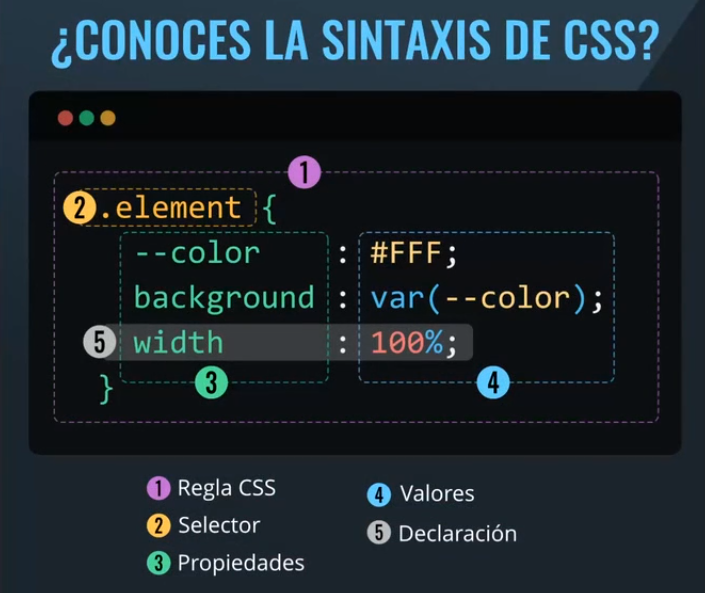 ¿CONOCES LA SINTAXIS DE CSS?
1
2 .element {
--color : #FFF;
background : var(--color);
5 width : 100%;
} 3 4
1 Regla CSS
2 Selector
3 Propiedades
4 Valores
5 Declaración